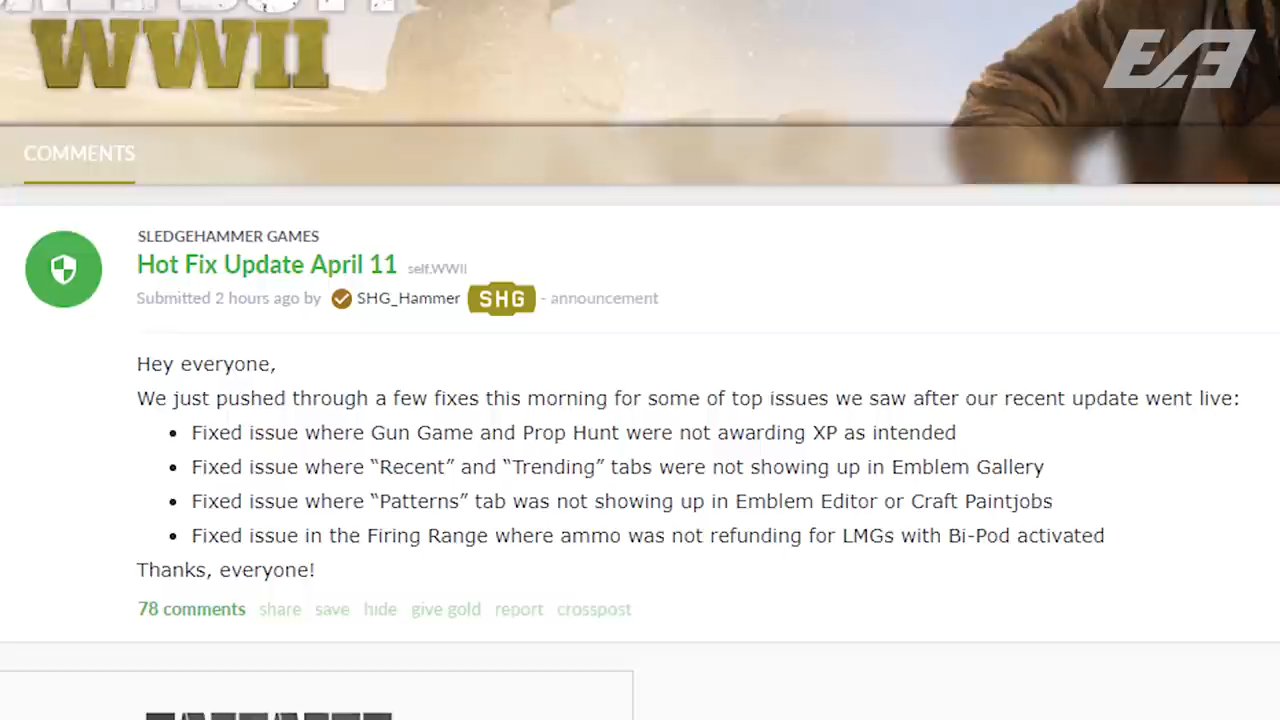 WWII
COMMENTS
SLEDGEHAMMER GAMES
Hot Fix Update April 11 self.WWII
Submitted 2 hours ago by SHG_Hammer SHG - announcement
Hey everyone,
We just pushed through a few fixes this morning for some of top issues we saw after our recent update went live:
• Fixed issue where Gun Game and Prop Hunt were not awarding XP as intended
• Fixed issue where “Recent” and “Trending” tabs were not showing up in Emblem Gallery
• Fixed issue where “Patterns” tab was not showing up in Emblem Editor or Craft Paintjobs
• Fixed issue in the Firing Range where ammo was not refunding for LMGs with Bi-Pod activated
Thanks, everyone!
78 comments share save hide give gold report crosspost